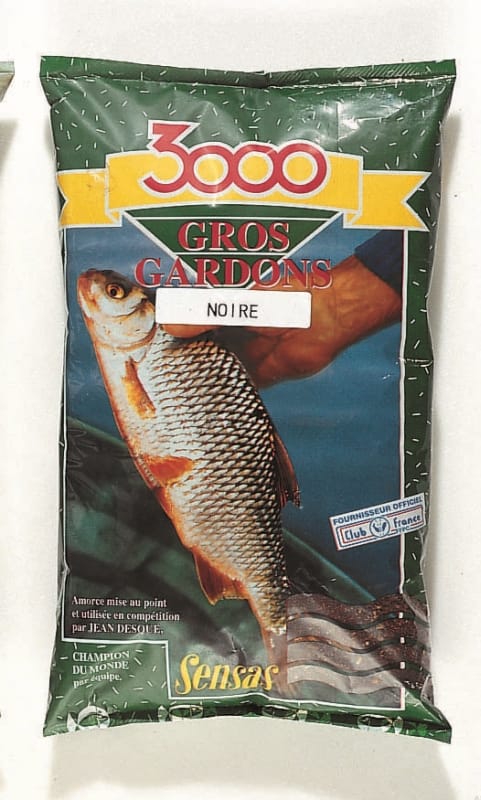 3000
GROS
GARDONS
NOIRE
FOURNISSEUR OFFICIEL
Club france
Amorce mise au point
et utilisée en compétition
par JEAN DESQUE.
CHAMPION
DU MONDE
par équipe.
Sensas